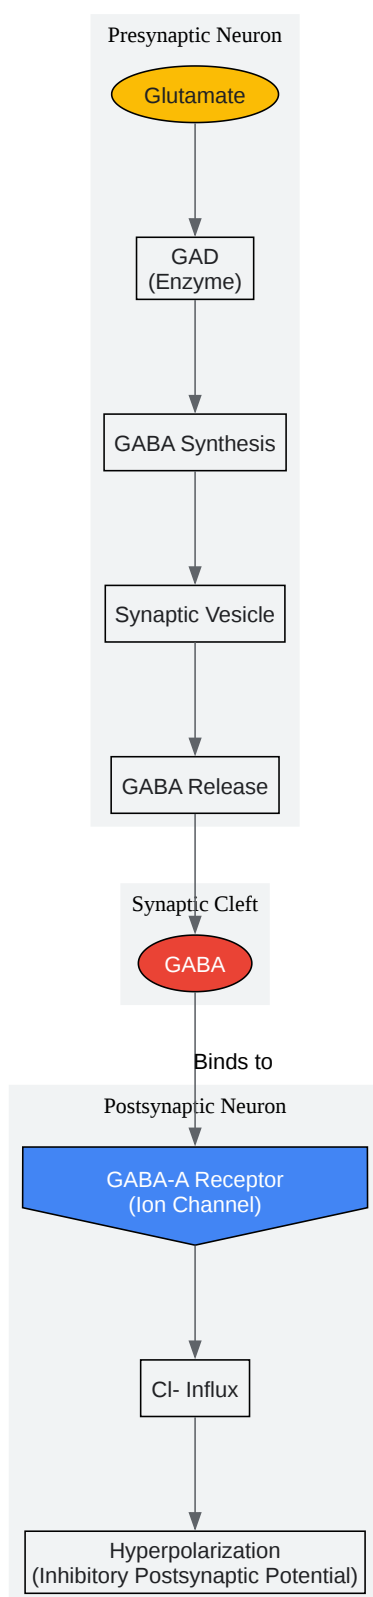 Presynaptic Neuron
Glutamate
GAD
(Enzyme)
GABA Synthesis
Synaptic Vesicle
GABA Release
Synaptic Cleft
GABA
Binds to
Postsynaptic Neuron
GABA-A Receptor
(Ion Channel)
Cl- Influx
Hyperpolarization
(Inhibitory Postsynaptic Potential)